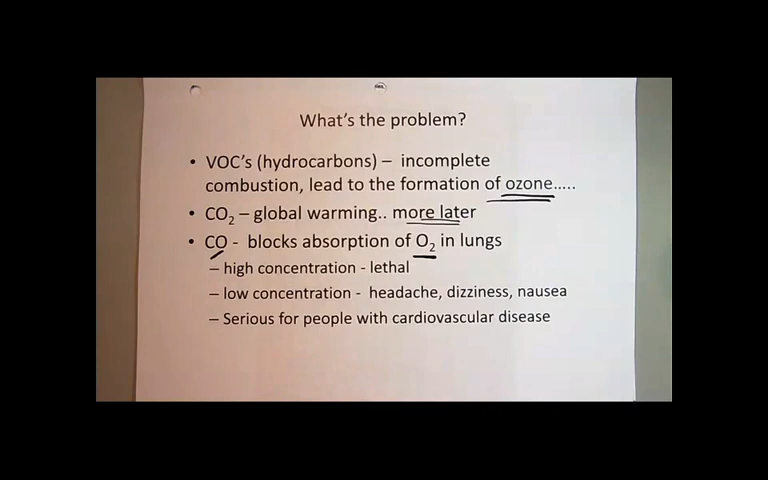 What's the problem?
• VOC's (hydrocarbons) – incomplete
combustion, lead to the formation of ozone.....
• CO₂ – global warming.. more later
• CO - blocks absorption of O₂ in lungs
– high concentration - lethal
– low concentration - headache, dizziness, nausea
– Serious for people with cardiovascular disease